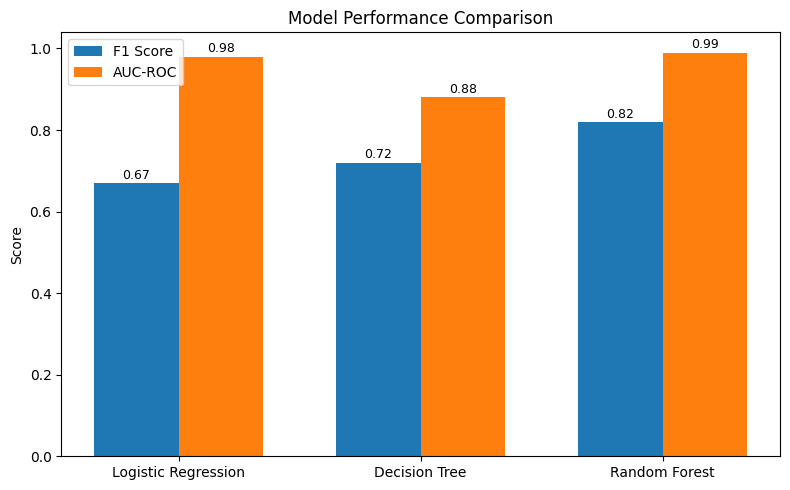 Model Performance Comparison
F1 Score
AUC-ROC
Score
1.0
0.8
0.6
0.4
0.2
0.0
0.67
0.98
0.72
0.88
0.82
0.99
Logistic Regression
Decision Tree
Random Forest